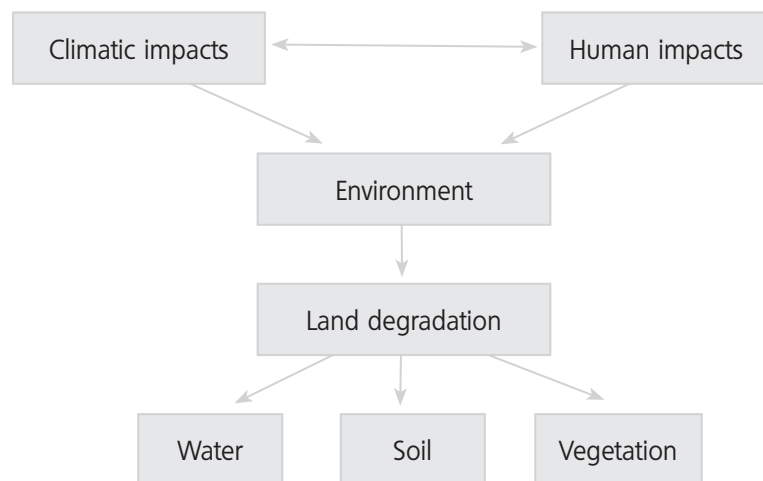 Climatic impacts
Human impacts
Environment
Land degradation
Water
Soil
Vegetation